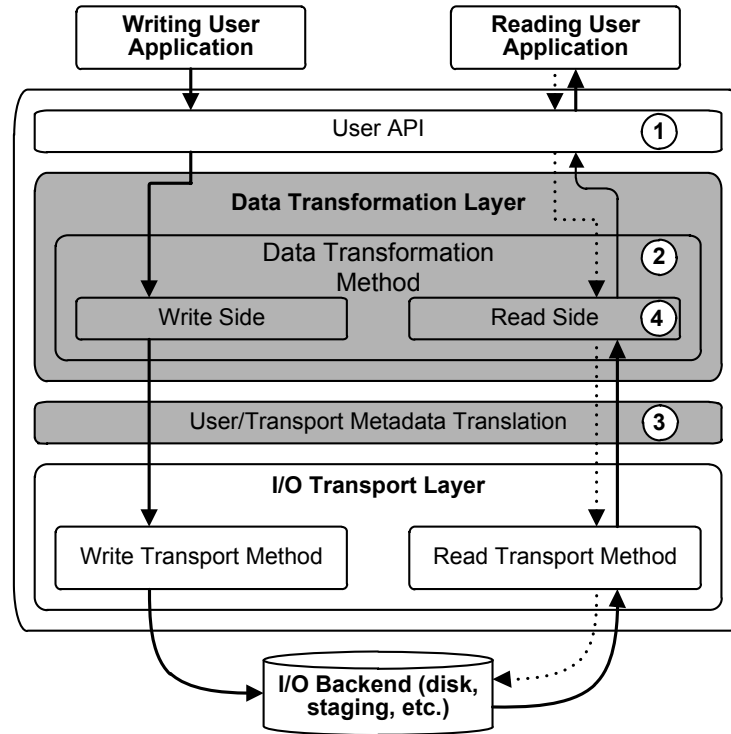 Writing User
Application
Reading User
Application
User API
1
Data Transformation Layer
Data Transformation
Method
2
Write Side
Read Side
4
User/Transport Metadata Translation
3
I/O Transport Layer
Write Transport Method
Read Transport Method
I/O Backend (disk,
staging, etc.)